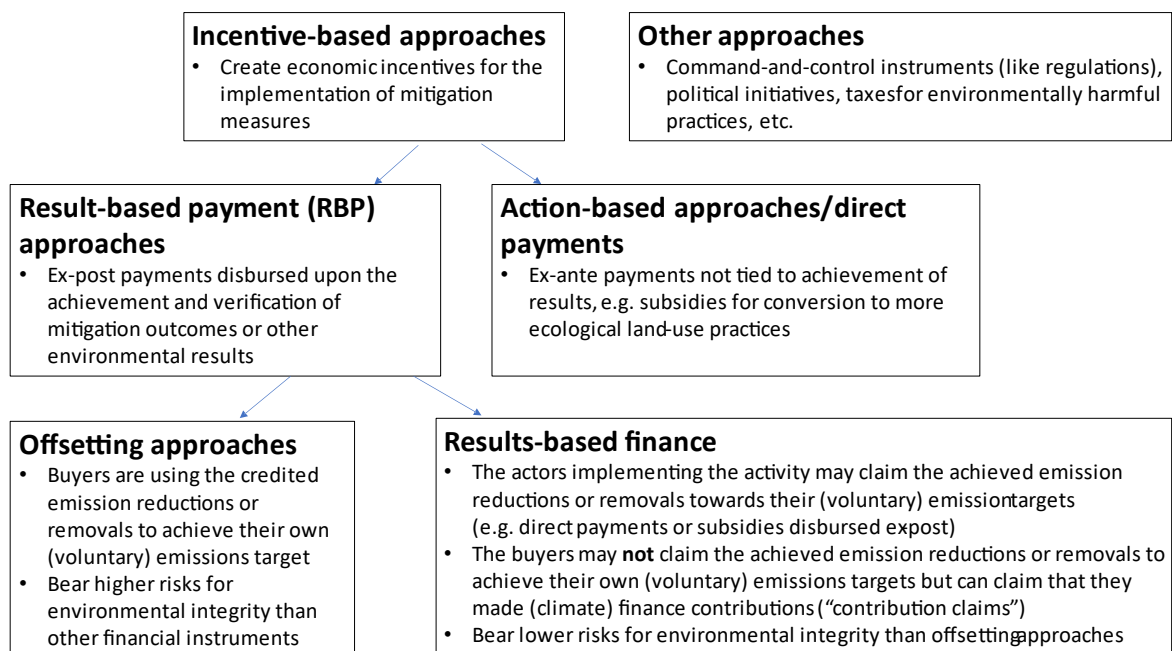 Incentive-based approaches
• Create economic incentives for the
implementation of mitigation
measures
Other approaches
• Command-and-control instruments (like regulations),
political initiatives, taxesfor environmentally harmful
practices, etc.
Result-based payment (RBP)
approaches
• Ex-post payments disbursed upon the
achievement and verification of
mitigation outcomes or other
environmental results
Action-based approaches/direct
payments
• Ex-ante payments not tied to achievement of
results, e.g. subsidies for conversion to more
ecological land-use practices
Offsetting approaches
• Buyers are using the credited
emission reductions or
removals to achieve their own
(voluntary) emissions target
• Bear higher risks for
environmental integrity than
other financial instruments
Results-based finance
• The actors implementing the activity may claim the achieved emission
reductions or removals towards their (voluntary) emissiontargets
(e.g. direct payments or subsidies disbursed ex-post)
• The buyers may not claim the achieved emission reductions or removals to
achieve their own (voluntary) emissions targets but can claim that they
made (climate) finance contributions (“contribution claims”)
• Bear lower risks for environmental integrity than offsetting approaches